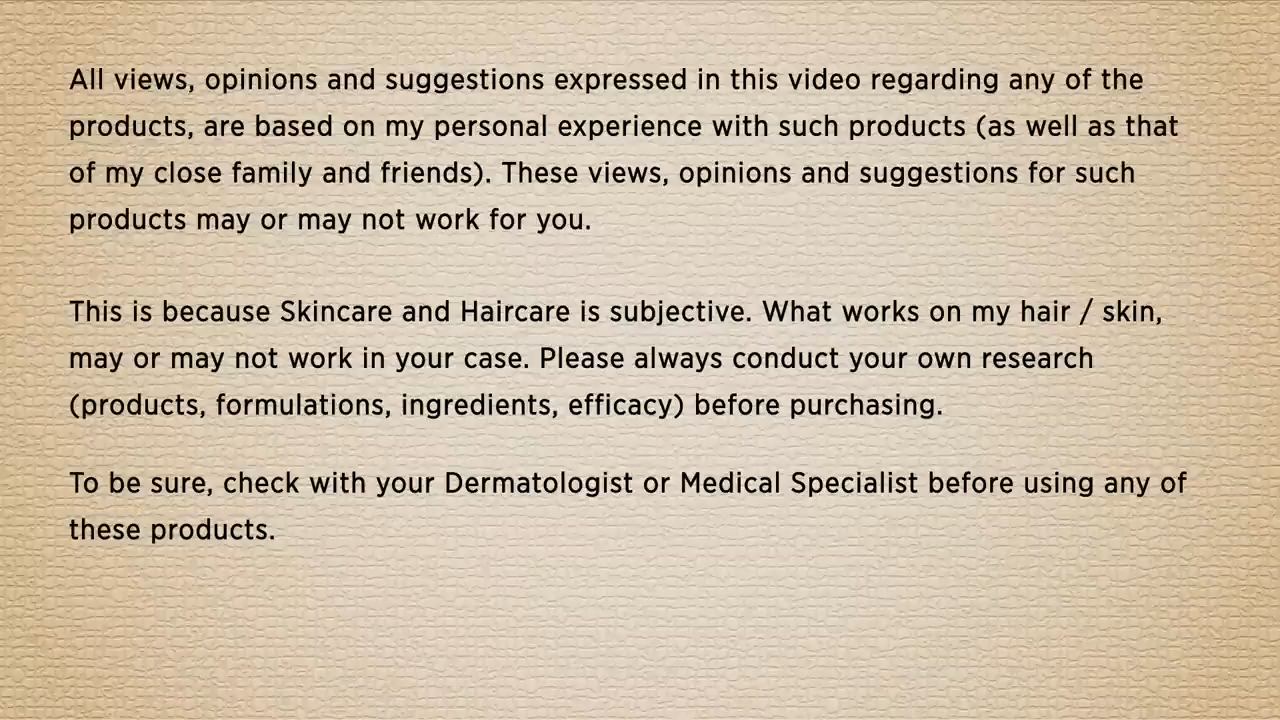 All views, opinions and suggestions expressed in this video regarding any of the
products, are based on my personal experience with such products (as well as that
of my close family and friends). These views, opinions and suggestions for such
products may or may not work for you.
This is because Skincare and Haircare is subjective. What works on my hair / skin,
may or may not work in your case. Please always conduct your own research
(products, formulations, ingredients, efficacy) before purchasing.
To be sure, check with your Dermatologist or Medical Specialist before using any of
these products.